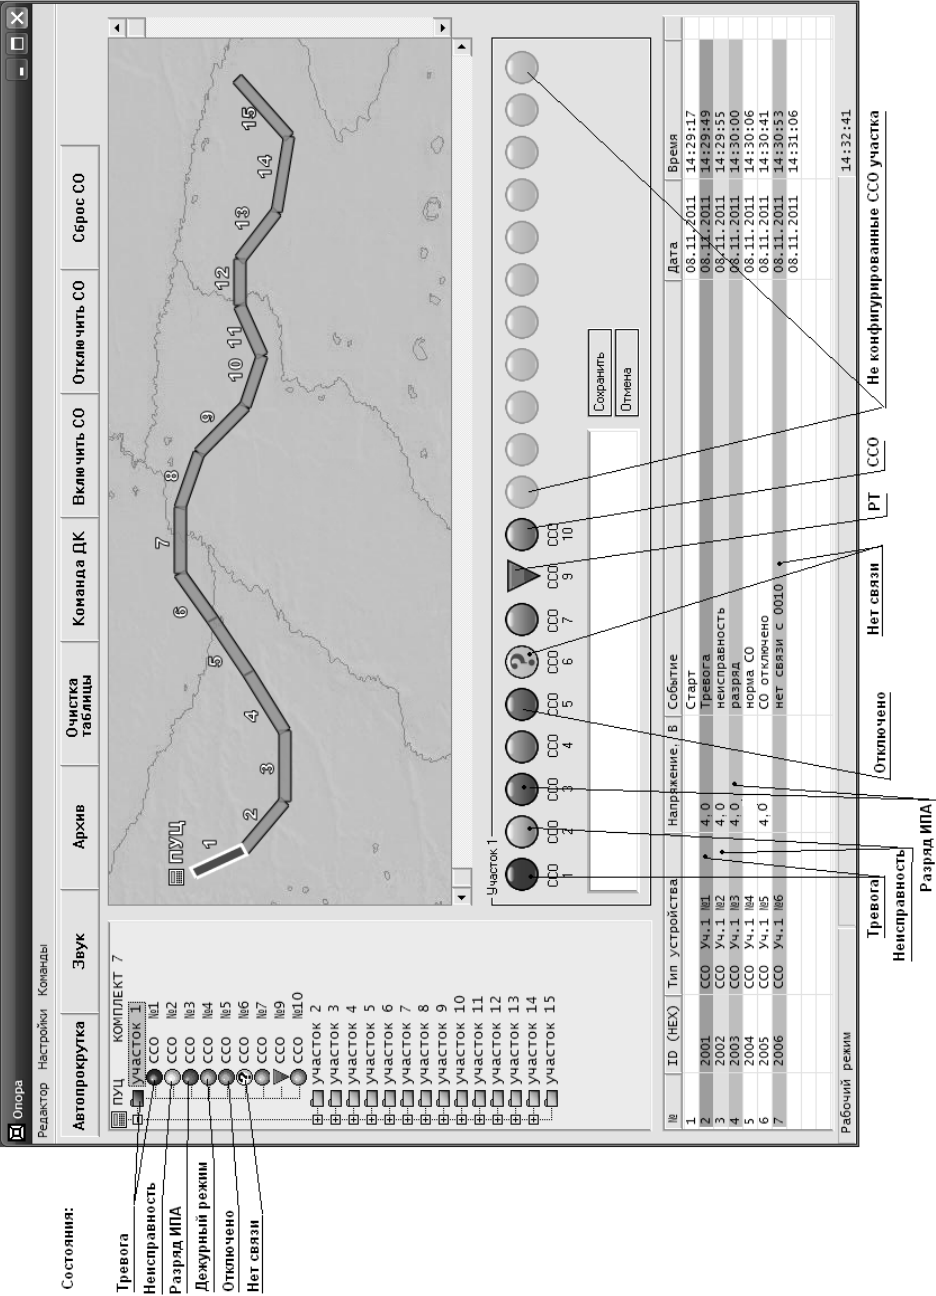 Состояния:
Тревога
Неисправность
Разряд ИПА
Дежурный режим
Отключено
Нет связи
Опора
Редактор Настройки Команды
Автопрокрутка
Звук
Архив
Очистка таблицы
Команда ДК
Включить СО
Отключить СО
Сброс СО
ПУЦ КОМПЛЕКТ 7
участок 1
ССО №1
ССО №2
ССО №3
ССО №4
ССО №5
ССО №6
ССО №7
ССО №9
ССО №10
участок 2
участок 3
участок 4
участок 5
участок 6
участок 7
участок 8
участок 9
участок 10
участок 11
участок 12
участок 13
участок 14
участок 15
ПУЦ
1
2
3
4
5
6
7
8
9
10
11
12
13
14
15
Участок 1
ССО 1
ССО 2
ССО 3
ССО 4
ССО 5
? ССО 6
ССО 7
ССО 9
ССО 10
Сохранить
Отмена
№ ID (HEX) Тип устройства Напряжение, В Событие Дата Время
1 Старт 08.11.2011 14:29:17
2 2001 ССО Уч.1 №1 4,0 Тревога 08.11.2011 14:29:49
3 2002 ССО Уч.1 №2 4,0 неисправность 08.11.2011 14:29:55
4 2003 ССО Уч.1 №3 4,0 разряд 08.11.2011 14:30:00
5 2004 ССО Уч.1 №4 норма СО 08.11.2011 14:30:06
6 2005 ССО Уч.1 №5 4,0 СО отключено 08.11.2011 14:30:41
7 2006 ССО Уч.1 №6 нет связи с 0010 08.11.2011 14:30:53
08.11.2011 14:31:06
Рабочий режим 14:32:41
Тревога
Неисправность
Разряд ИПА
Отключено
Нет связи
РТ
ССО
Не конфигурированные ССО участка